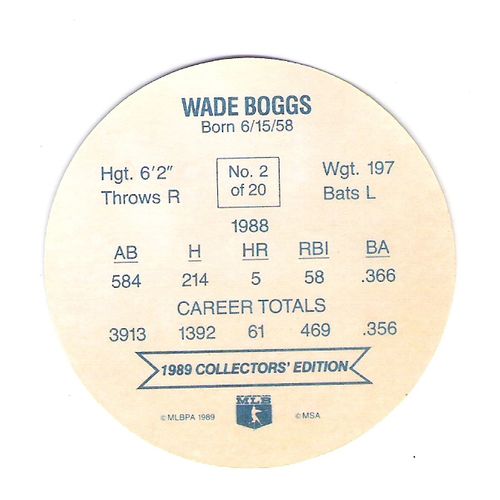 WADE BOGGS
Born 6/15/58
Hgt. 6'2" No. 2 Wgt. 197
Throws R of 20 Bats L
1988
AB H HR RBI BA
584 214 5 58 .366
CAREER TOTALS
3913 1392 61 469 .356
1989 COLLECTORS' EDITION
MLB
©MLBPA 1989 ©MSA